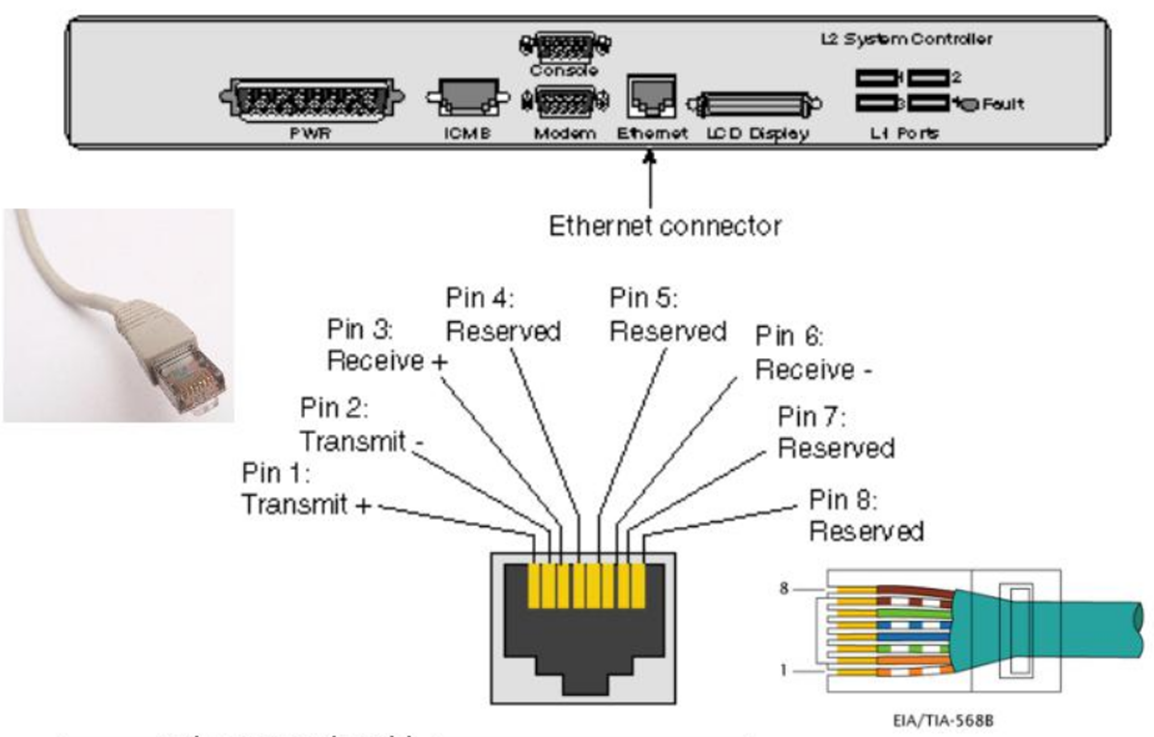 L2 System Controller
Console
1 2
3 4 Fault
PWR ICMB Modem Ethernet LCD Display L1 Ports
Ethernet connector
Pin 4:
Reserved
Pin 5:
Reserved
Pin 3:
Receive +
Pin 6:
Receive -
Pin 2:
Transmit -
Pin 7:
Reserved
Pin 1:
Transmit +
Pin 8:
Reserved
8
1
EIA/TIA-568B